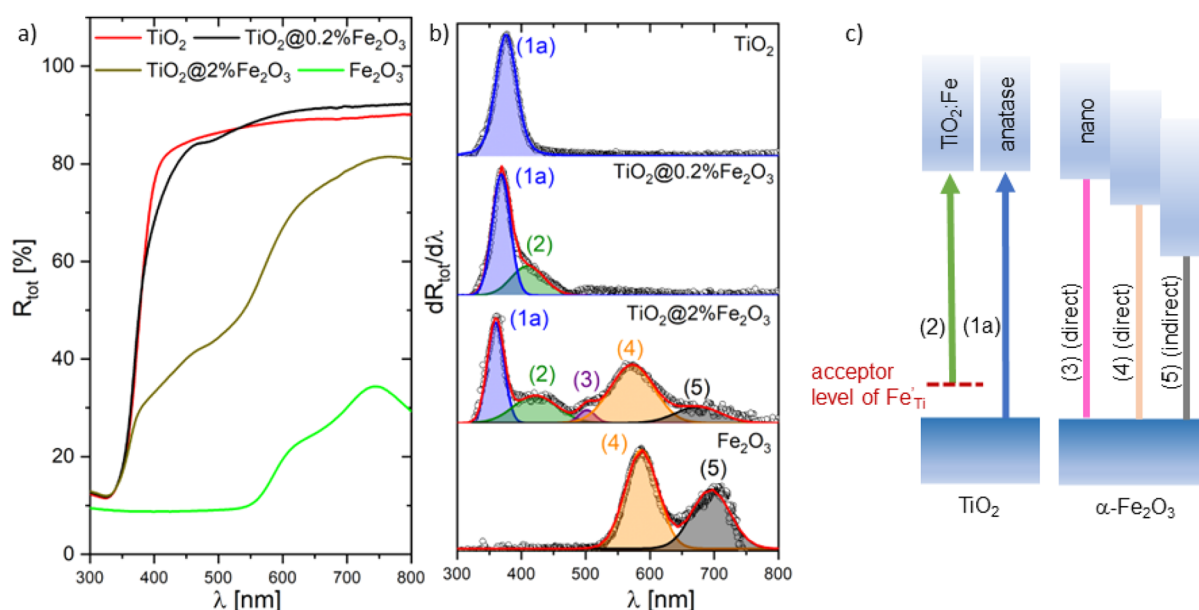 a)
TiO₂ TiO₂@0.2%Fe₂O₃
TiO₂@2%Fe₂O₃ Fe₂O₃
R_tot [%]
100
80
60
40
20
0
300 400 500 600 700 800
λ [nm]
b)
dR_tot/dλ
(1a)
TiO₂
(1a)
TiO₂@0.2%Fe₂O₃
(2)
(1a)
TiO₂@2%Fe₂O₃
(2)
(3)
(4)
(5)
Fe₂O₃
(4)
(5)
300 400 500 600 700 800
λ [nm]
c)
TiO₂:Fe
anatase
nano
(2)
(1a)
(3) (direct)
(4) (direct)
(5) (indirect)
acceptor
level of Fe'_Ti
TiO₂
α-Fe₂O₃